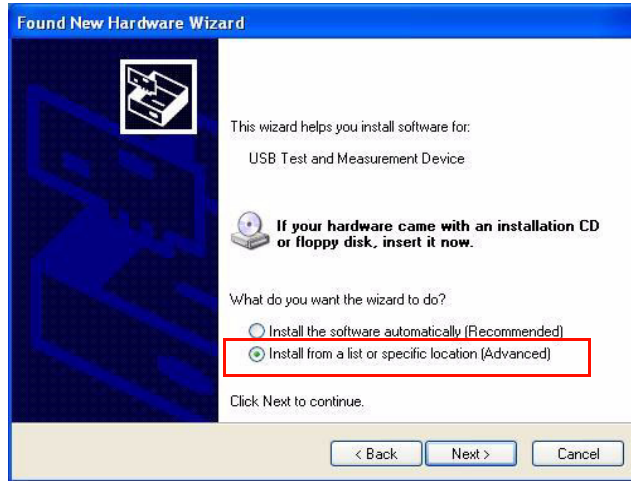 Found New Hardware Wizard
This wizard helps you install software for:
USB Test and Measurement Device
If your hardware came with an installation CD
or floppy disk, insert it now.
What do you want the wizard to do?
Install the software automatically (Recommended)
Install from a list or specific location (Advanced)
Click Next to continue.
< Back Next > Cancel